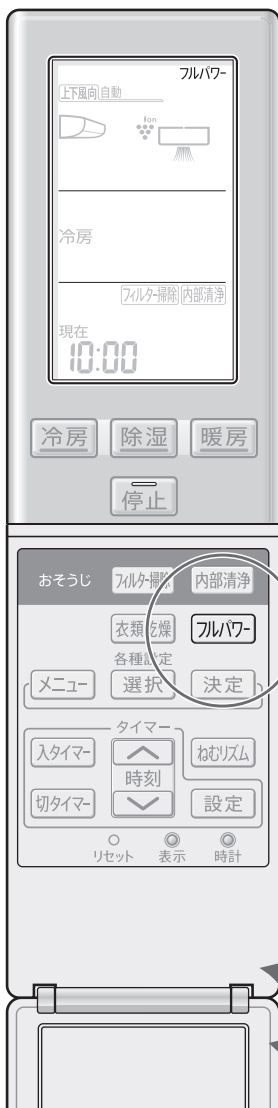 フルパワー
上下風向 自動
ion
冷房
フィルター掃除 内部清浄
現在
10:00
冷房 除湿 暖房
停止
おそうじ フィルター掃除 内部清浄
衣類乾燥 フルパワー
各種設定
メニュー 選択 決定
タイマー
入タイマー ねむリズム
時刻
切タイマー 設定
リセット 表示 時計